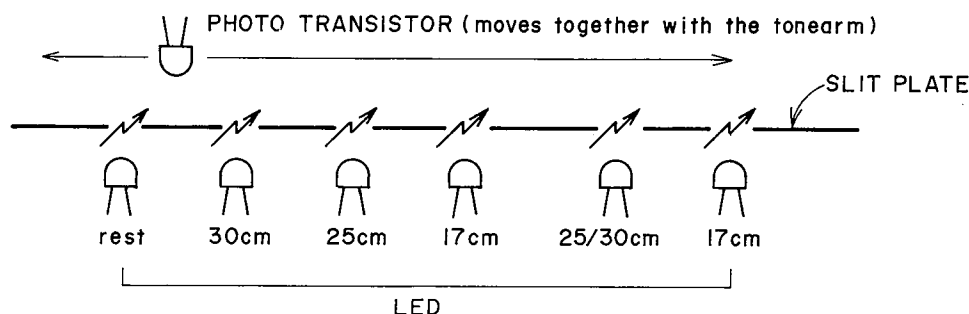 PHOTO TRANSISTOR (moves together with the tonearm)
SLIT PLATE
rest 30cm 25cm 17cm 25/30cm 17cm
LED